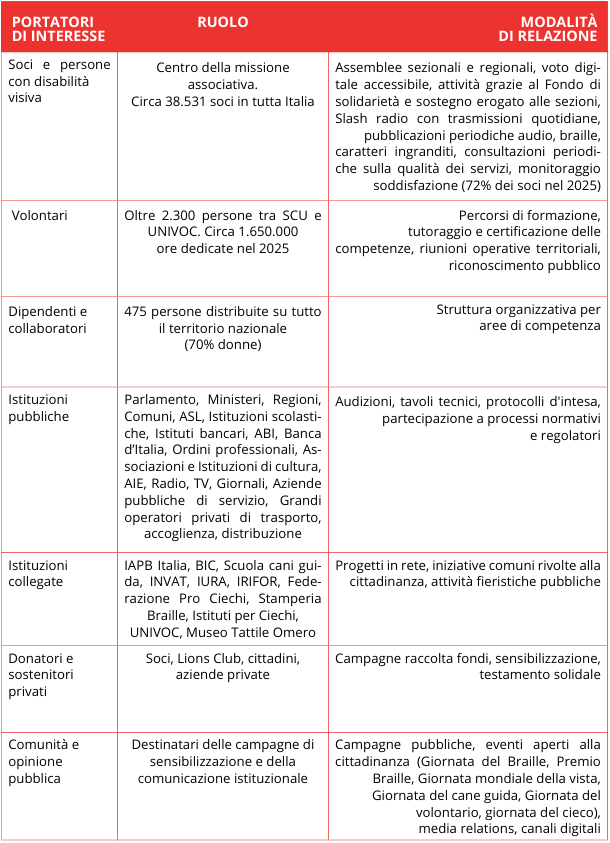 PORTATORI
DI INTERESSE
RUOLO
MODALITÀ
DI RELAZIONE
Soci e persone
con disabilità
visiva
Centro della missione
associativa.
Circa 38.531 soci in tutta Italia
Assemblee sezionali e regionali, voto digi-
tale accessibile, attività grazie al Fondo di
solidarietà e sostegno erogato alle sezioni,
Slash radio con trasmissioni quotidiane,
pubblicazioni periodiche audio, braille,
caratteri ingranditi, consultazioni periodi-
che sulla qualità dei servizi, monitoraggio
soddisfazione (72% dei soci nel 2025)
Volontari
Oltre 2.300 persone tra SCU e
UNIVOC. Circa 1.650.000
ore dedicate nel 2025
Percorsi di formazione,
tutoraggio e certificazione delle
competenze, riunioni operative territoriali,
riconoscimento pubblico
Dipendenti e
collaboratori
475 persone distribuite su tutto
il territorio nazionale
(70% donne)
Struttura organizzativa per
aree di competenza
Istituzioni
pubbliche
Parlamento, Ministeri, Regioni,
Comuni, ASL, Istituzioni scolasti-
che, Istituti bancari, ABI, Banca
d’Italia, Ordini professionali, As-
sociazioni e Istituzioni di cultura,
AIE, Radio, TV, Giornali, Aziende
pubbliche di servizio, Grandi
operatori privati di trasporto,
accoglienza, distribuzione
Audizioni, tavoli tecnici, protocolli d'intesa,
partecipazione a processi normativi
e regolatori
Istituzioni
collegate
IAPB Italia, BIC, Scuola cani gui-
da, INVAT, IURA, IRIFOR, Fede-
razione Pro Ciechi, Stamperia
Braille, Istituti per Ciechi,
UNIVOC, Museo Tattile Omero
Progetti in rete, iniziative comuni rivolte alla
cittadinanza, attività fieristiche pubbliche
Donatori e
sostenitori
privati
Soci, Lions Club, cittadini,
aziende private
Campagne raccolta fondi, sensibilizzazione,
testamento solidale
Comunità e
opinione
pubblica
Destinatari delle campagne di
sensibilizzazione e della
comunicazione istituzionale
Campagne pubbliche, eventi aperti alla
cittadinanza (Giornata del Braille, Premio
Braille, Giornata mondiale della vista,
Giornata del cane guida, Giornata del
volontario, giornata del cieco),
media relations, canali digitali